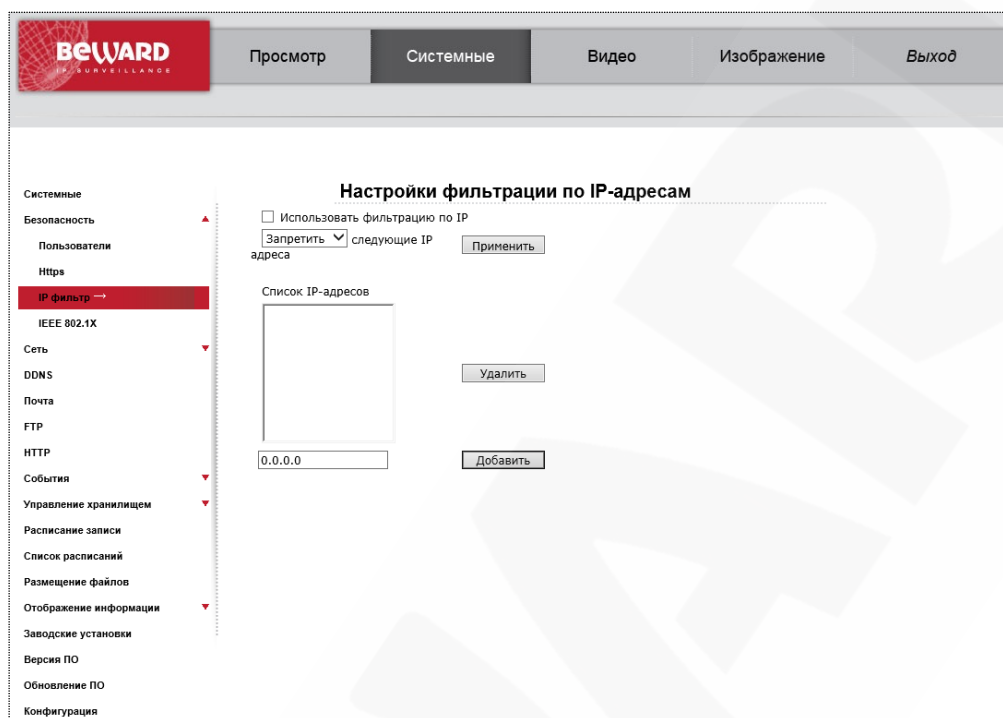 BEWARD
IP SURVEILLANCE
Просмотр
Системные
Видео
Изображение
Выход
Системные
Безопасность
Пользователи
Https
IP фильтр →
IEEE 802.1X
Сеть
DDNS
Почта
FTP
HTTP
События
Управление хранилищем
Расписание записи
Список расписаний
Размещение файлов
Отображение информации
Заводские установки
Версия ПО
Обновление ПО
Конфигурация
Настройки фильтрации по IP-адресам
Использовать фильтрацию по IP
Запретить следующие IP
адреса
Применить
Список IP-адресов
Удалить
0.0.0.0
Добавить